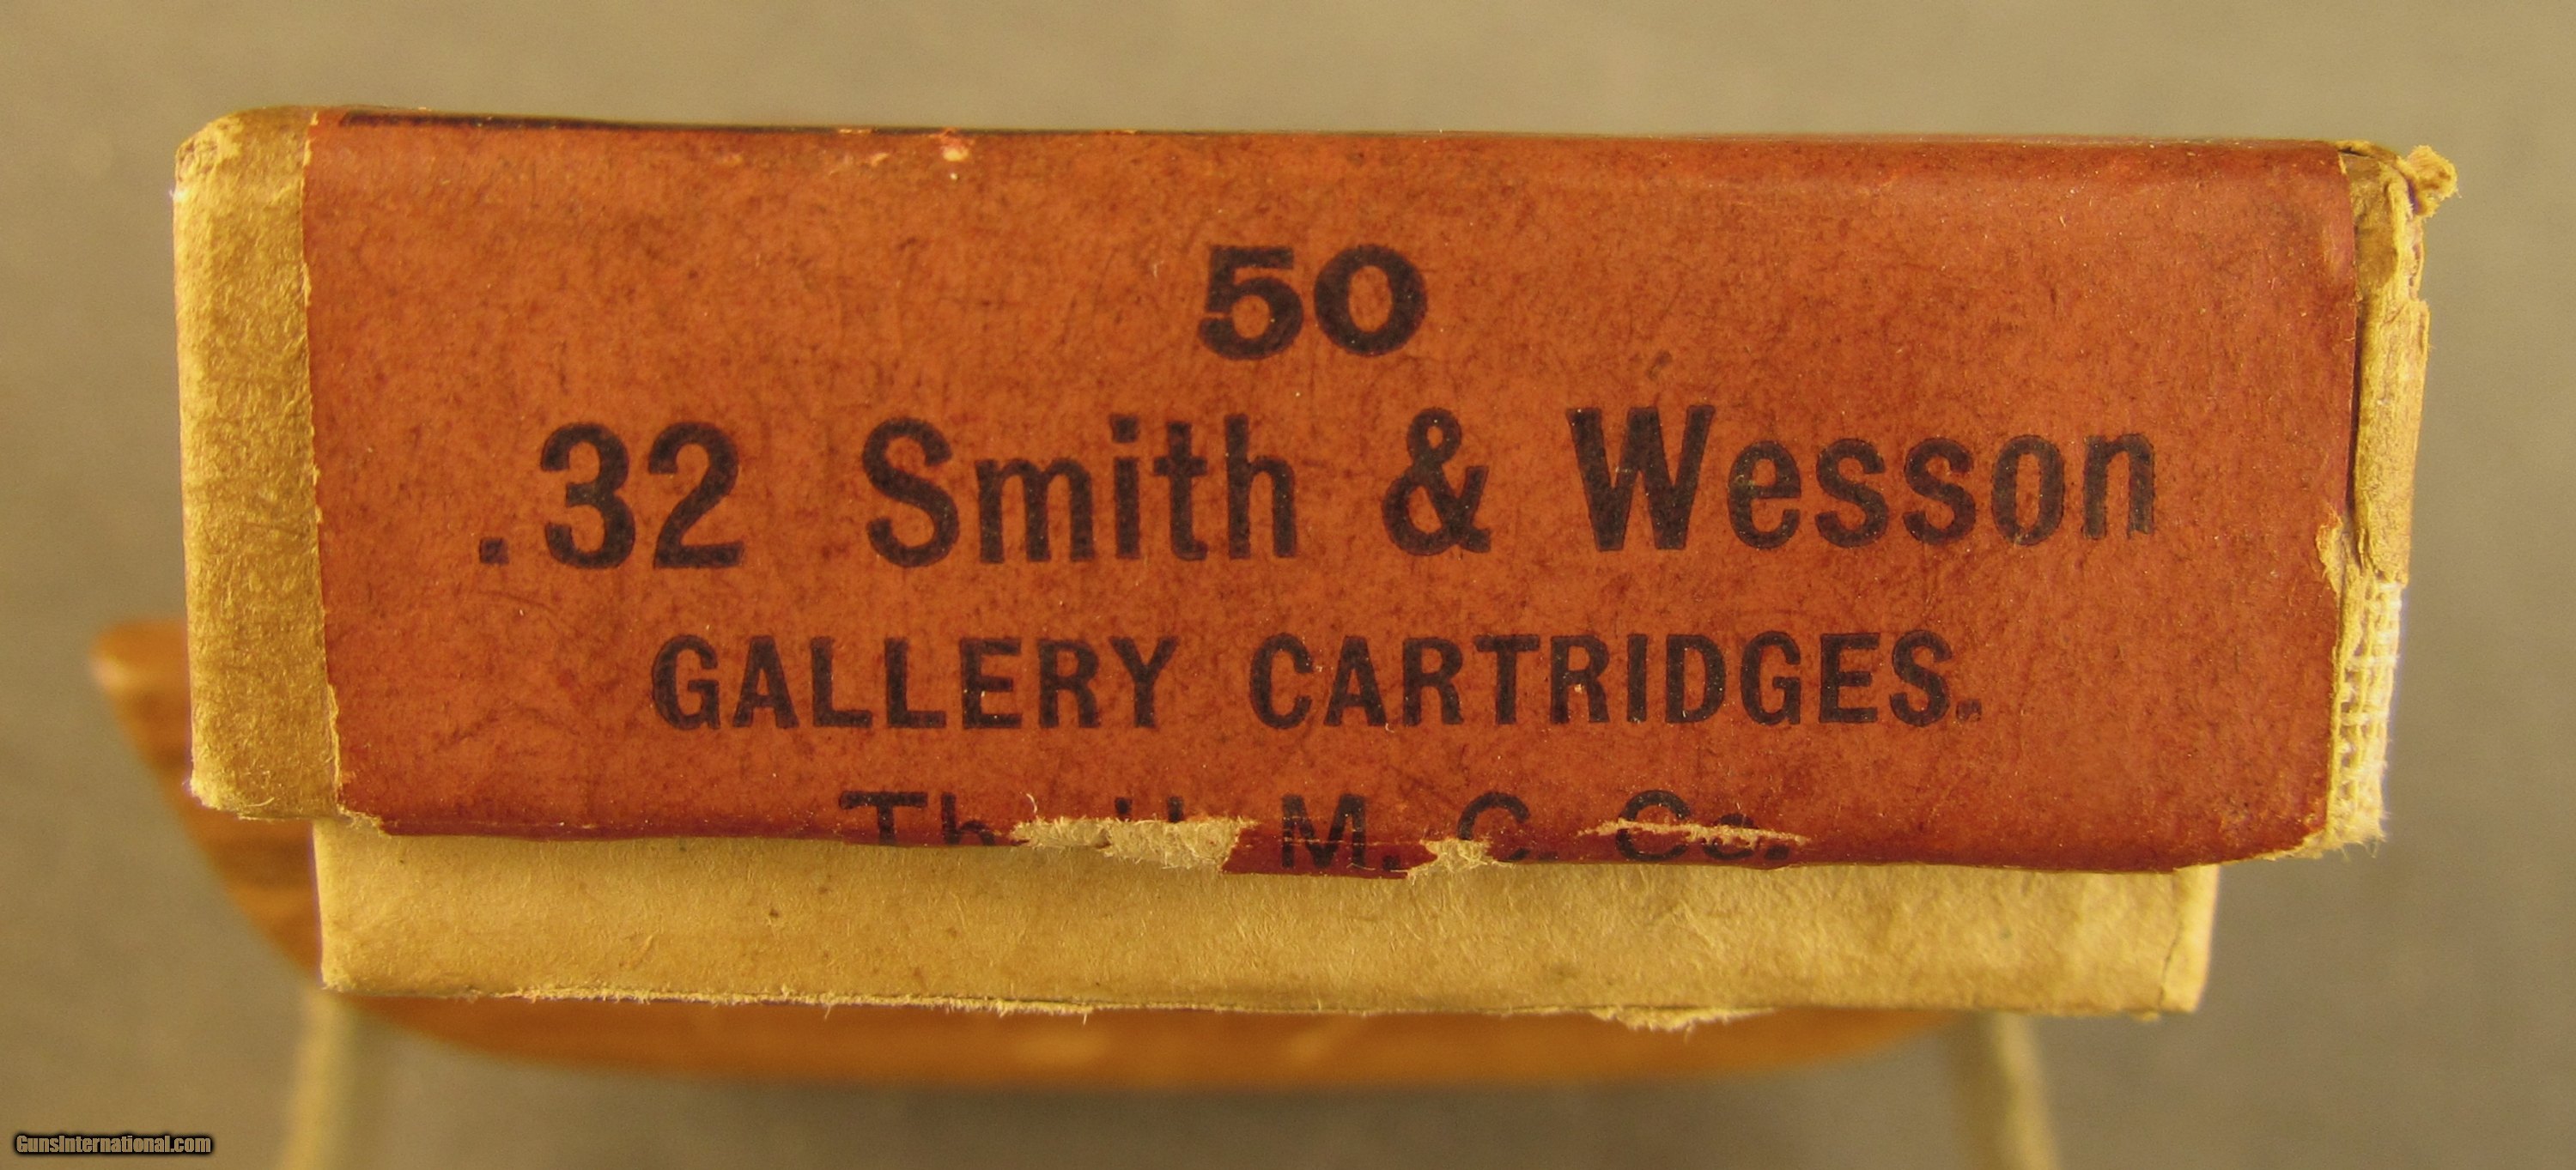 50
.32 Smith & Wesson
GALLERY CARTRIDGES.
M. C. Co.
GunsInternational.com